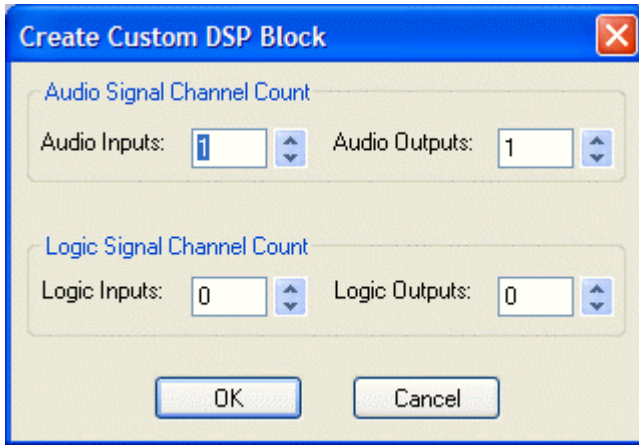 Create Custom DSP Block
Audio Signal Channel Count
Audio Inputs: 1 Audio Outputs: 1
Logic Signal Channel Count
Logic Inputs: 0 Logic Outputs: 0
OK Cancel